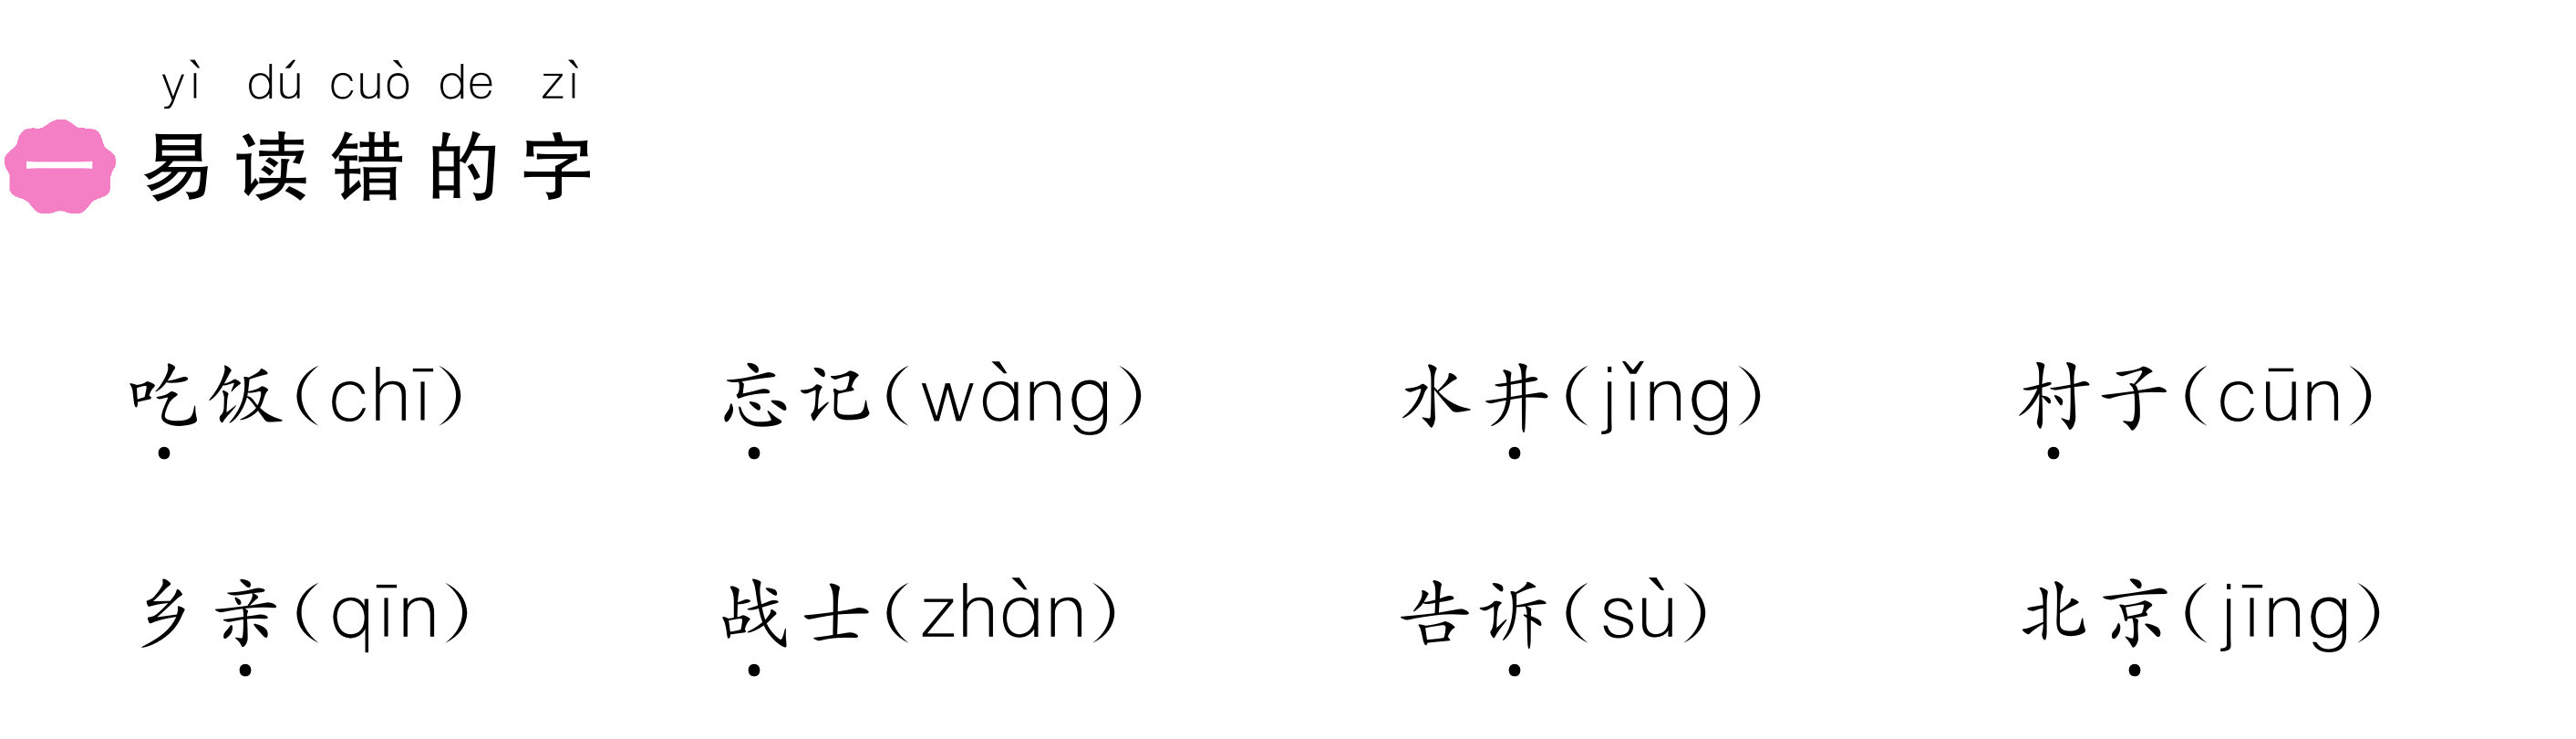 yì dú cuò de zì
一 易读错的字
吃饭(chī) 忘记(wàng) 水井(jǐng) 村子(cūn)
乡亲(qīn) 战士(zhàn) 告诉(sù) 北京(jīng)